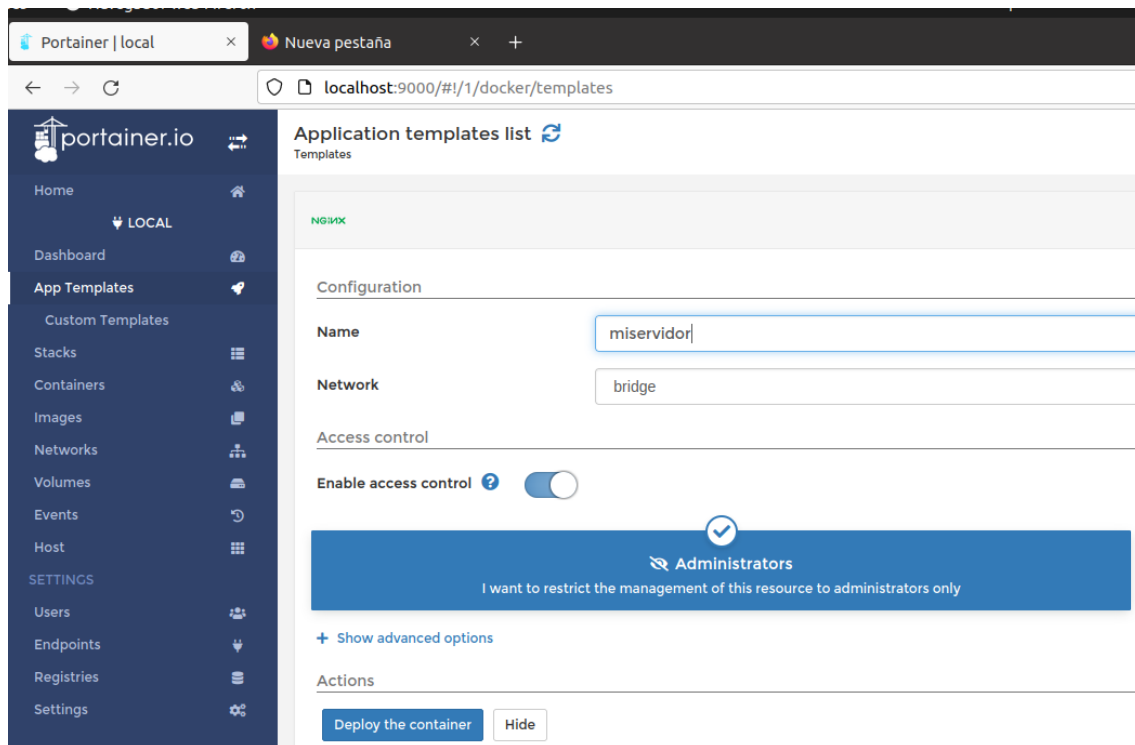 Portainer | local
Nueva pestaña
localhost:9000/#!/1/docker/templates
portainer.io
Home
LOCAL
Dashboard
App Templates
Custom Templates
Stacks
Containers
Images
Networks
Volumes
Events
Host
SETTINGS
Users
Endpoints
Registries
Settings
Application templates list
Templates
NGINX
Configuration
Name miservidor
Network bridge
Access control
Enable access control
Administrators
I want to restrict the management of this resource to administrators only
+ Show advanced options
Actions
Deploy the container Hide